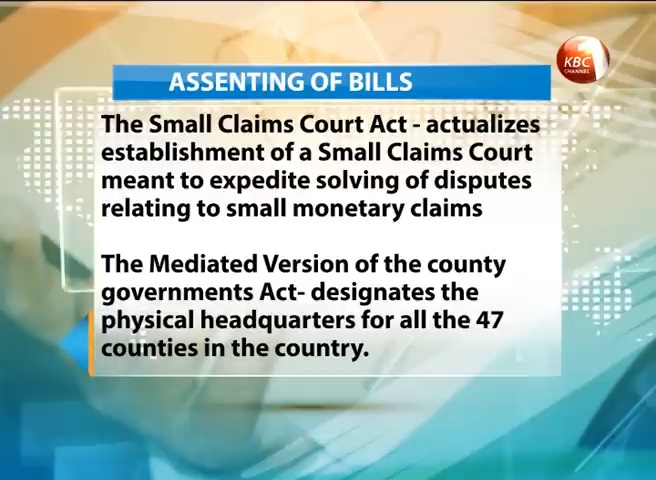 ASSENTING OF BILLS
KBC
CHANNEL 1
The Small Claims Court Act - actualizes
establishment of a Small Claims Court
meant to expedite solving of disputes
relating to small monetary claims
The Mediated Version of the county
governments Act- designates the
physical headquarters for all the 47
counties in the country.